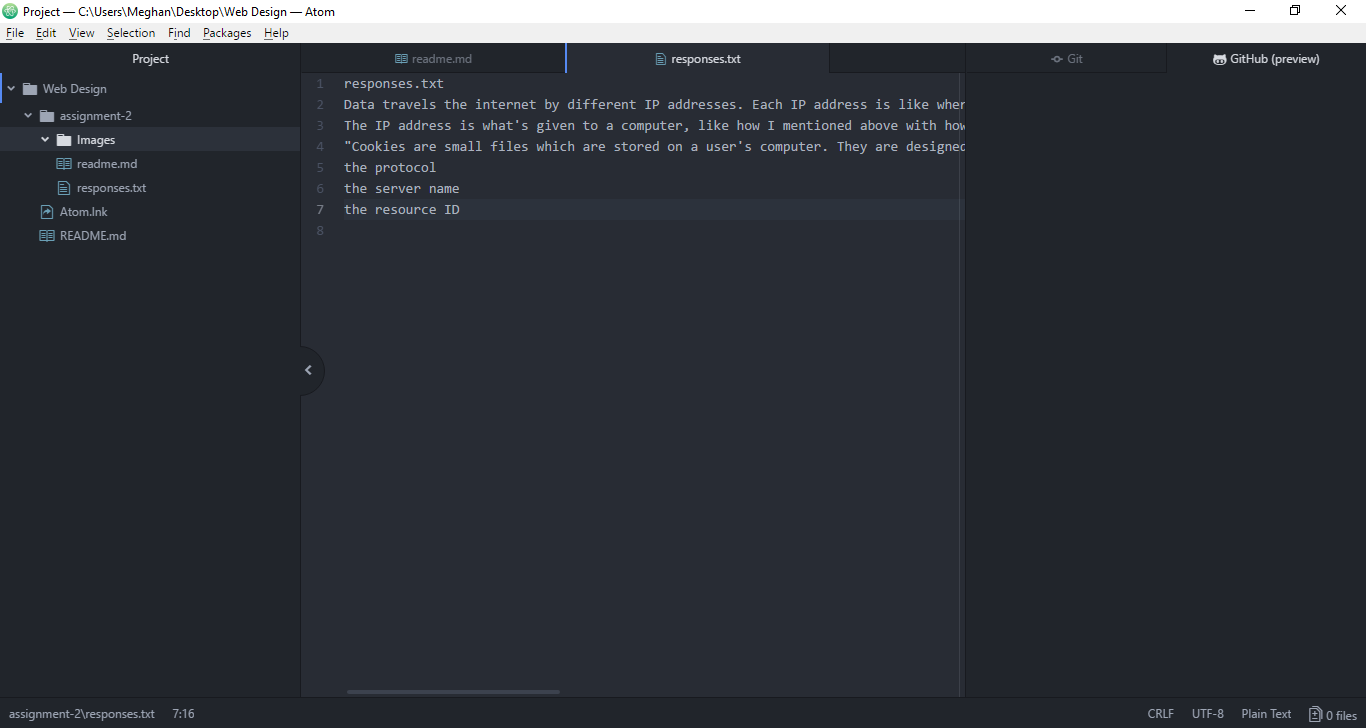 Project — C:\Users\Meghan\Desktop\Web Design — Atom
File Edit View Selection Find Packages Help
Project
readme.md
responses.txt
Git
GitHub (preview)
Web Design
assignment-2
Images
readme.md
responses.txt
Atom.lnk
README.md
1 responses.txt
2 Data travels the internet by different IP addresses. Each IP address is like wher
3 The IP address is what's given to a computer, like how I mentioned above with how
4 "Cookies are small files which are stored on a user's computer. They are designed
5 the protocol
6 the server name
7 the resource ID
8
assignment-2\responses.txt 7:16 CRLF UTF-8 Plain Text 0 files